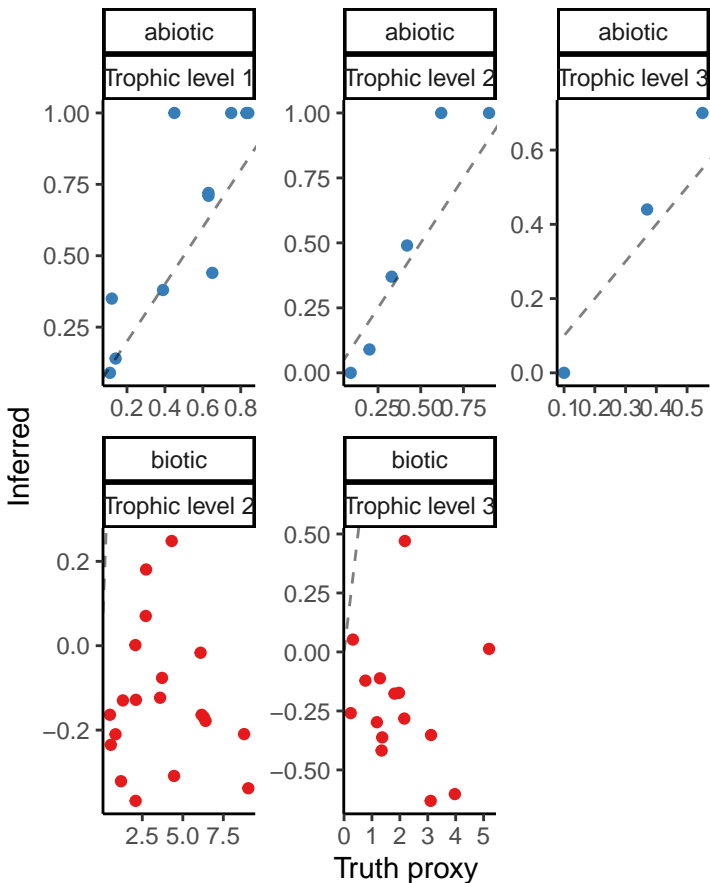 abiotic
Trophic level 1
abiotic
Trophic level 2
abiotic
Trophic level 3
1.00
0.75
0.50
0.25
0.2 0.4 0.6 0.8
1.00
0.75
0.50
0.25
0.00
0.25 0.50 0.75
0.6
0.4
0.2
0.0
0.1 0.2 0.3 0.4 0.5
Inferred
biotic
Trophic level 2
biotic
Trophic level 3
0.2
0.0
−0.2
2.5 5.0 7.5
0.50
0.25
0.00
−0.25
−0.50
0 1 2 3 4 5
Truth proxy